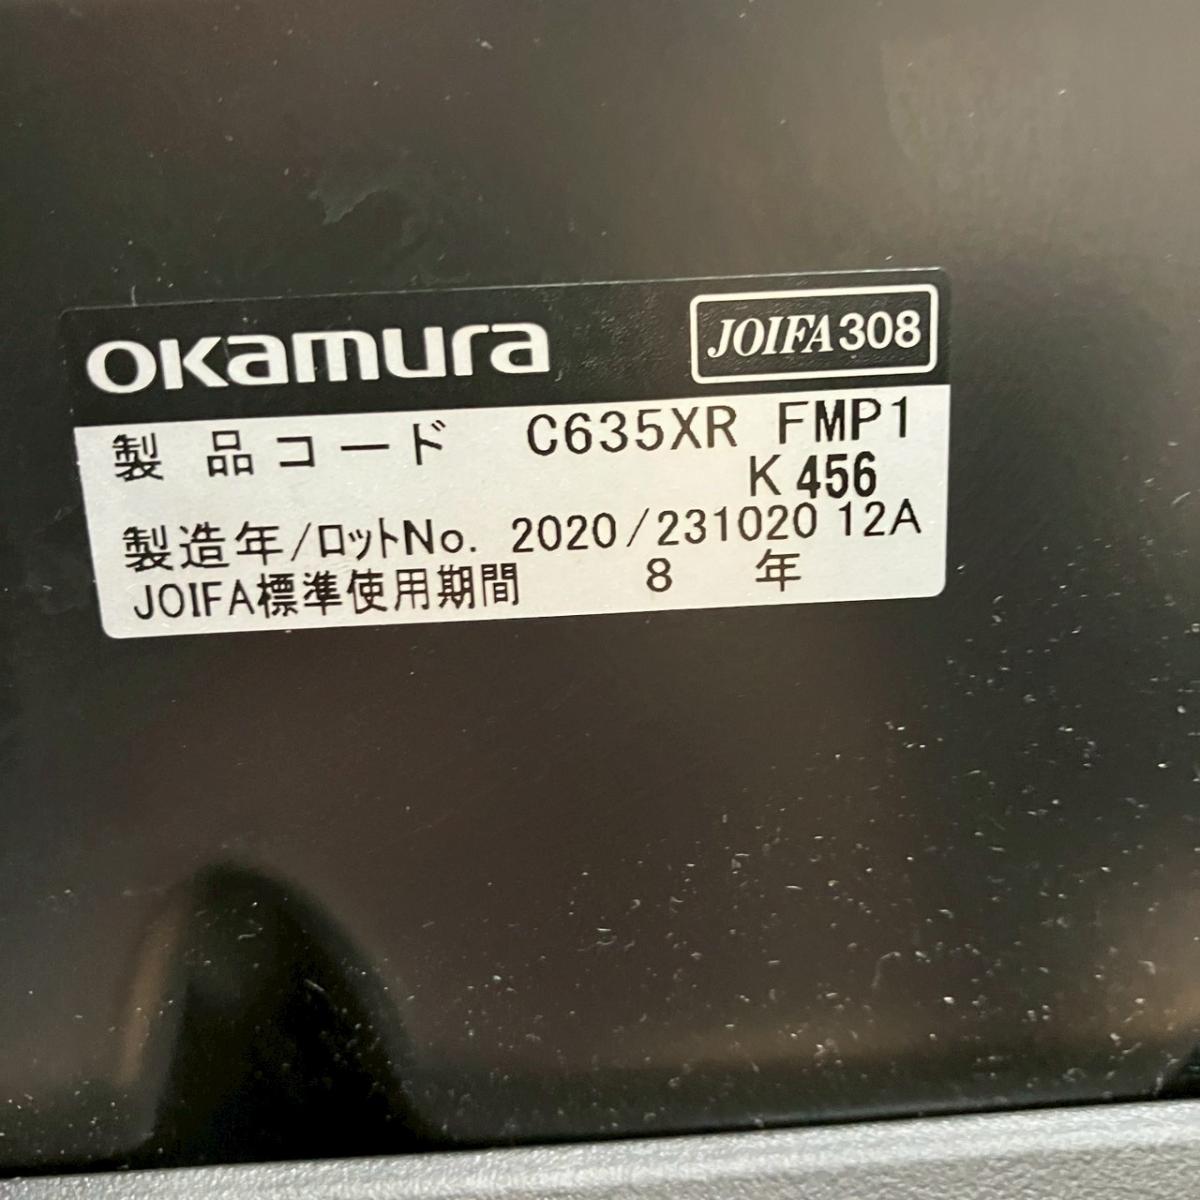 okamura
JOIFA308
製品コード C635XR FMP1
K456
製造年/ロットNo. 2020/231020 12A
JOIFA標準使用期間 8 年